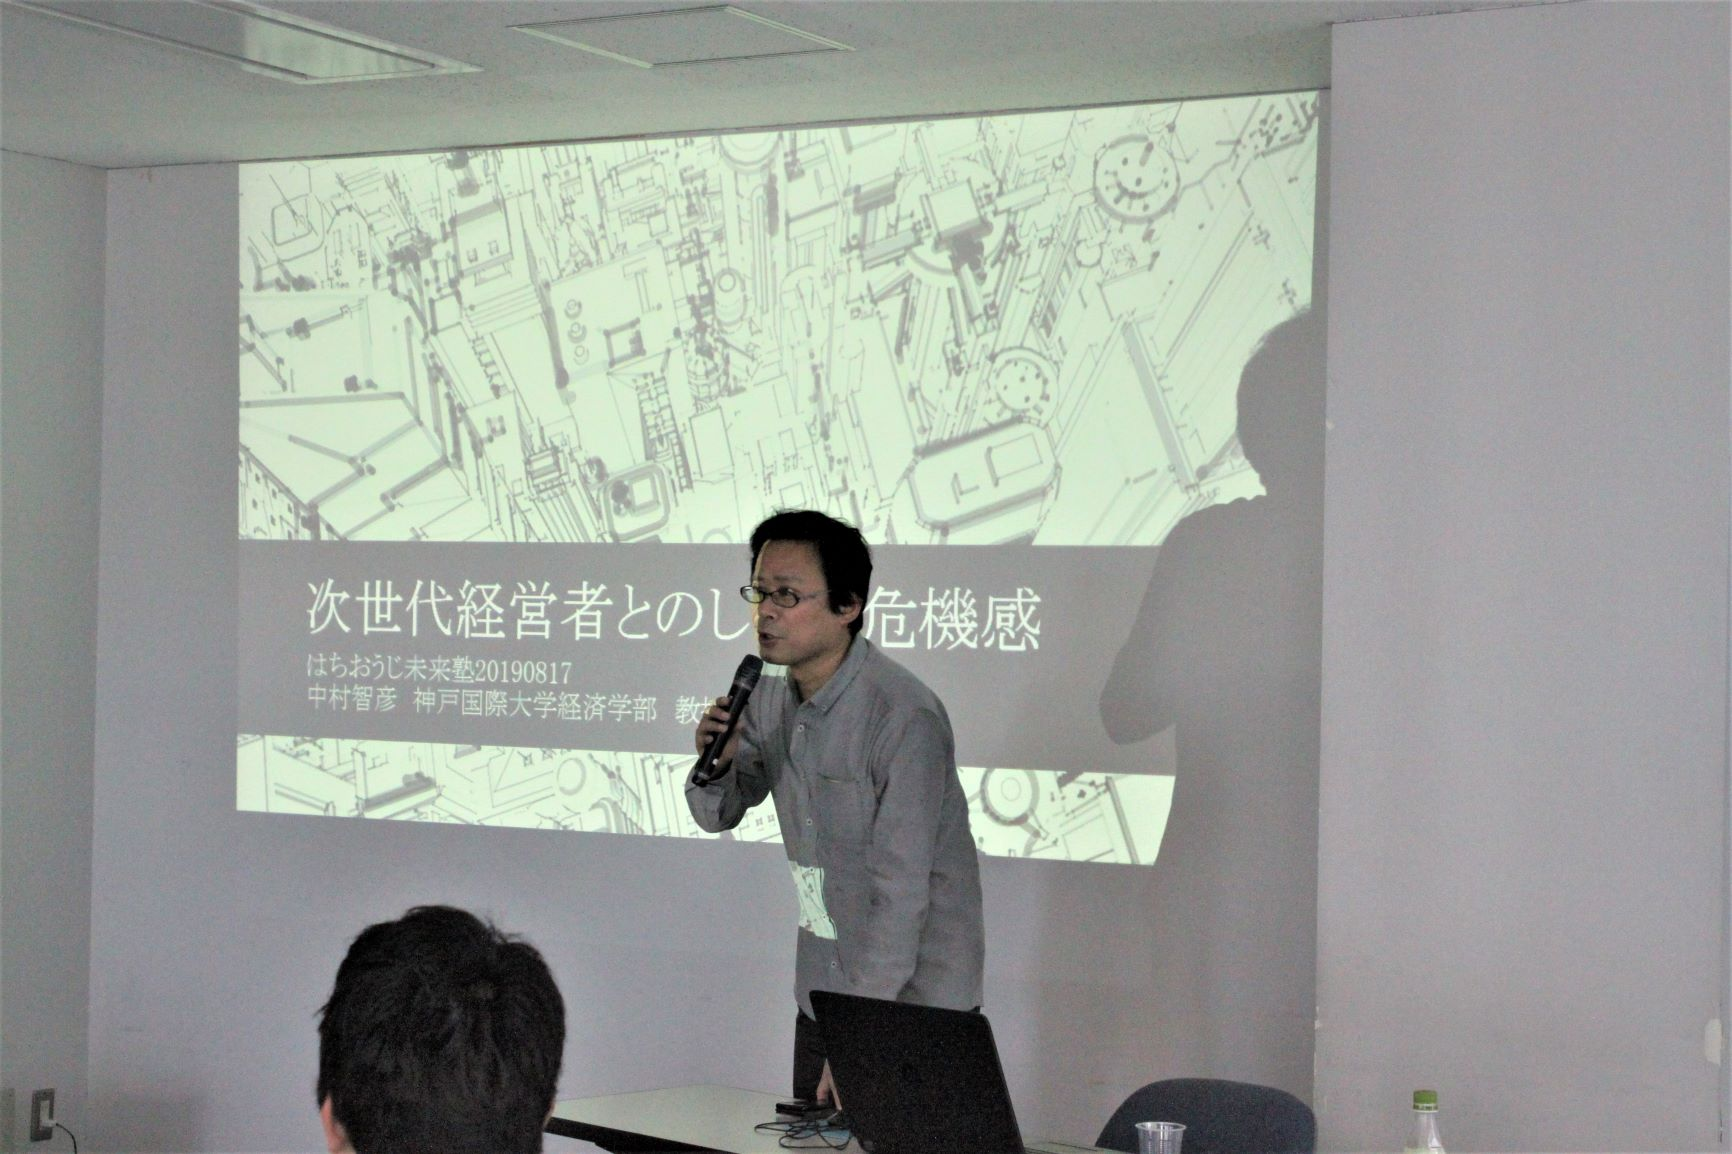 次世代経営者とのし 危機感
はちおうじ未来塾20190817
中村智彦 神戸国際大学経済学部 教